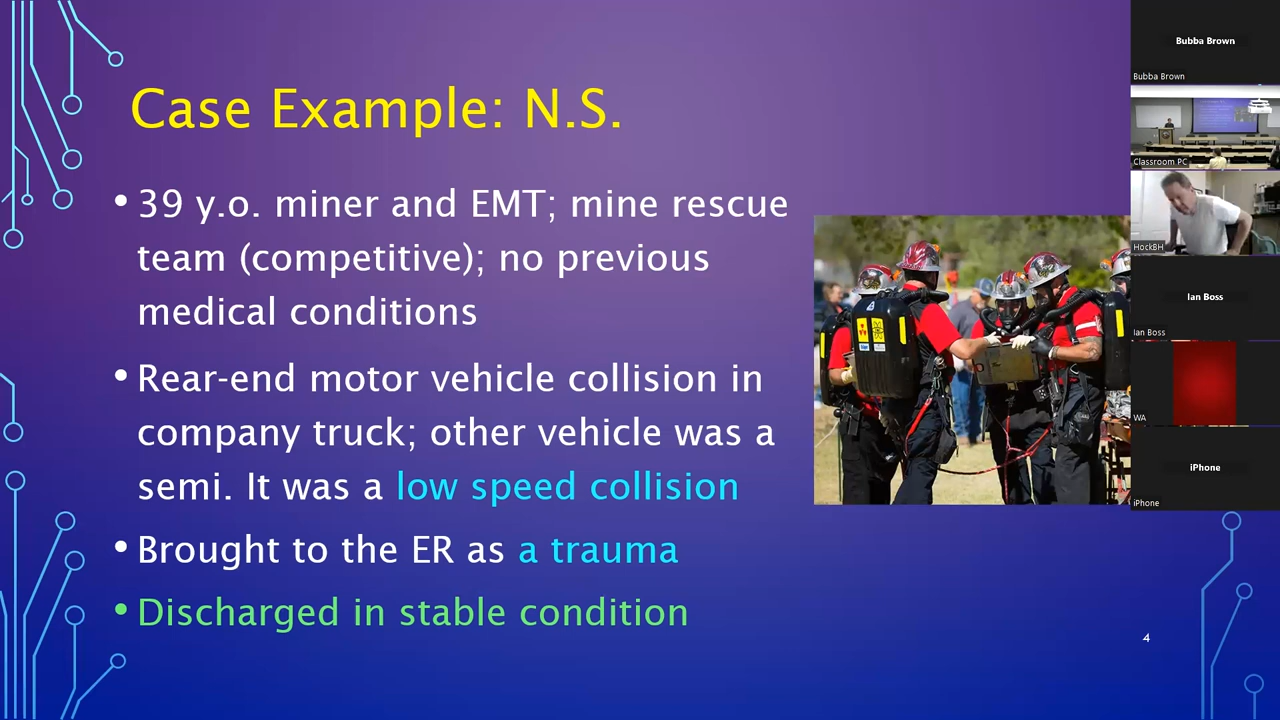 Case Example: N.S.
• 39 y.o. miner and EMT; mine rescue
team (competitive); no previous
medical conditions
• Rear-end motor vehicle collision in
company truck; other vehicle was a
semi. It was a low speed collision
• Brought to the ER as a trauma
• Discharged in stable condition
4
Bubba Brown
Bubba Brown
Classroom PC
HockBH
Ian Boss
Ian Boss
WA
iPhone
iPhone